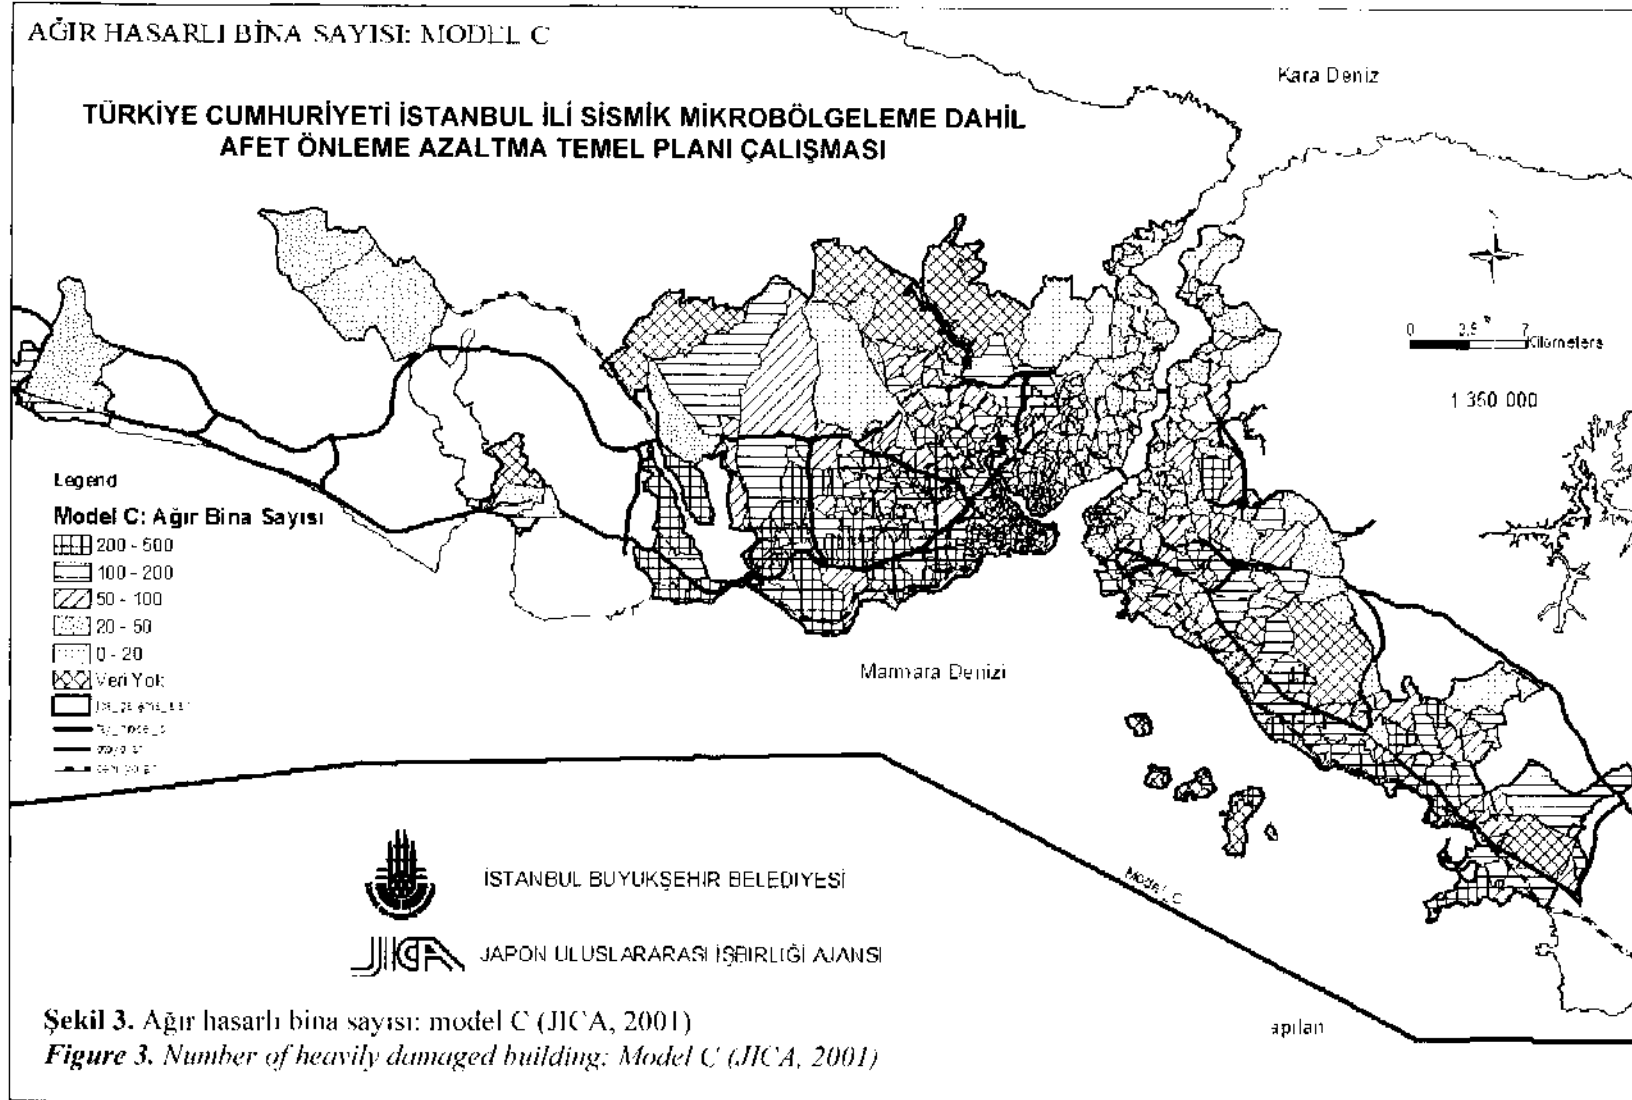 AĞIR HASARLI BİNA SAYISI: MODEL C
Kara Deniz
TÜRKİYE CUMHURİYETİ İSTANBUL İLİ SİSMİK MİKROBÖLGELEME DAHİL
AFET ÖNLEME AZALTMA TEMEL PLANI ÇALIŞMASI
0 3,5 7
Kilometers
1:350 000
Legend
Model C: Ağır Bina Sayısı
200 - 500
100 - 200
50 - 100
20 - 50
0 - 20
Veri Yok
Marmara Denizi
Model C
İSTANBUL BUYUKŞEHIR BELEDIYESİ
JICA JAPON ULUSLARARASI İŞBIRLIĞI AJANSI
apılan
Şekil 3. Ağır hasarlı bina sayısı: model C (JICA, 2001)
Figure 3. Number of heavily damaged building: Model C (JICA, 2001)